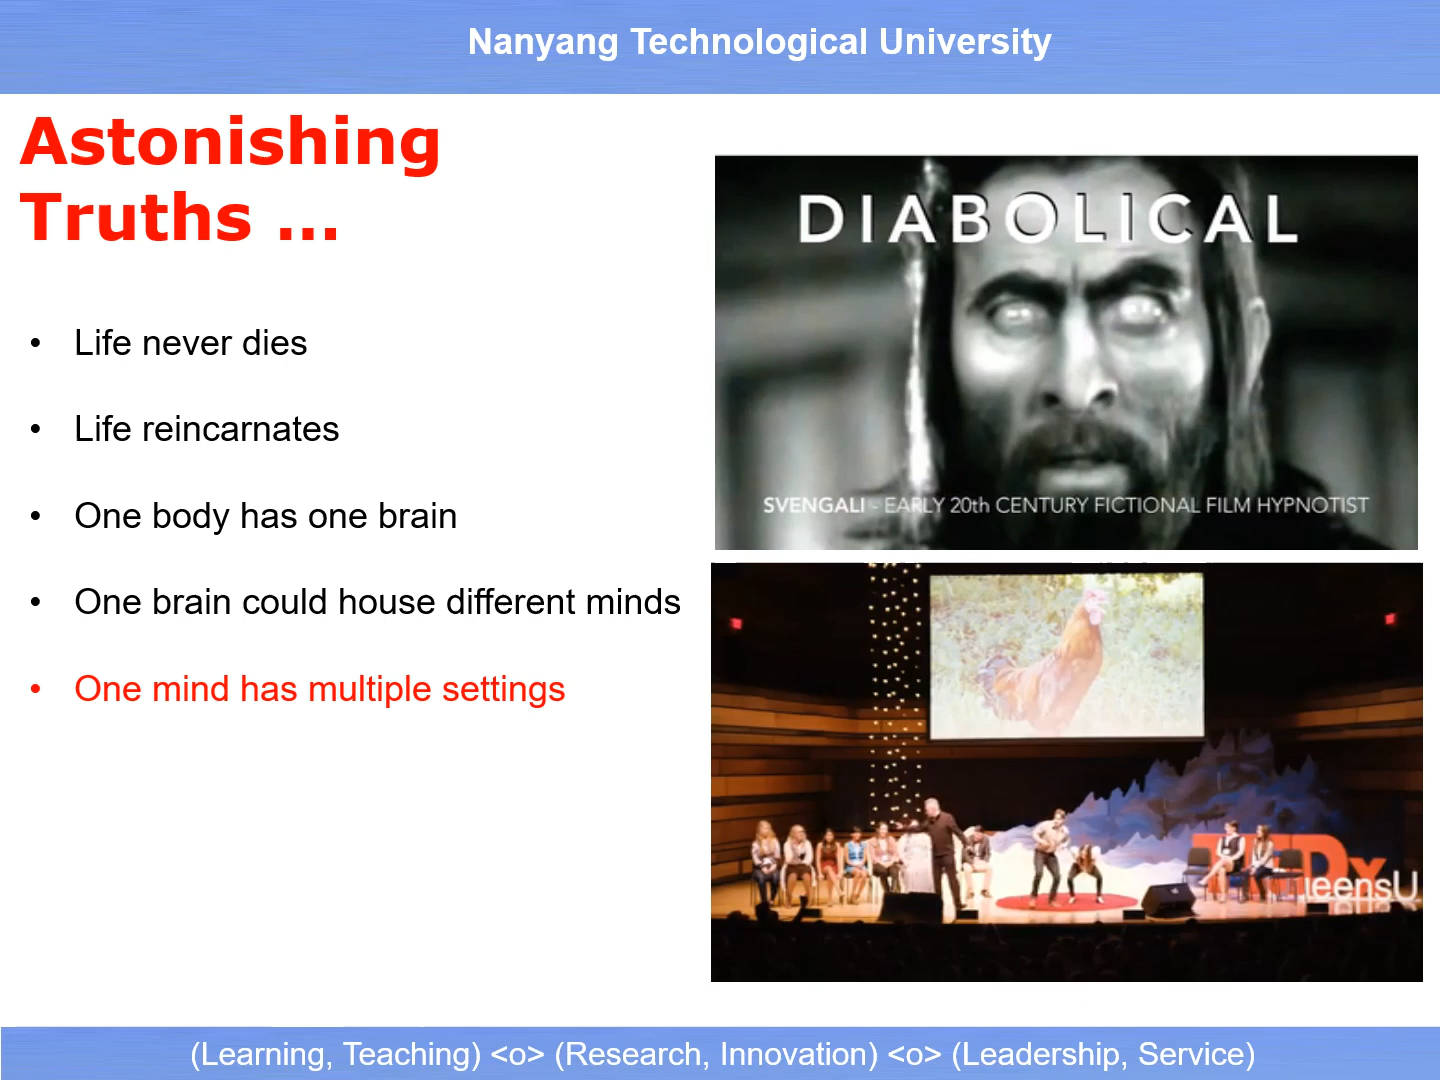 Nanyang Technological University
Astonishing
Truths ...
• Life never dies
• Life reincarnates
• One body has one brain
• One brain could house different minds
• One mind has multiple settings
DIABOLICAL
SVENGALI - EARLY 20th CENTURY FICTIONAL FILM HYPNOTIST
TEDx
ueensU
(Learning, Teaching) <o> (Research, Innovation) <o> (Leadership, Service)